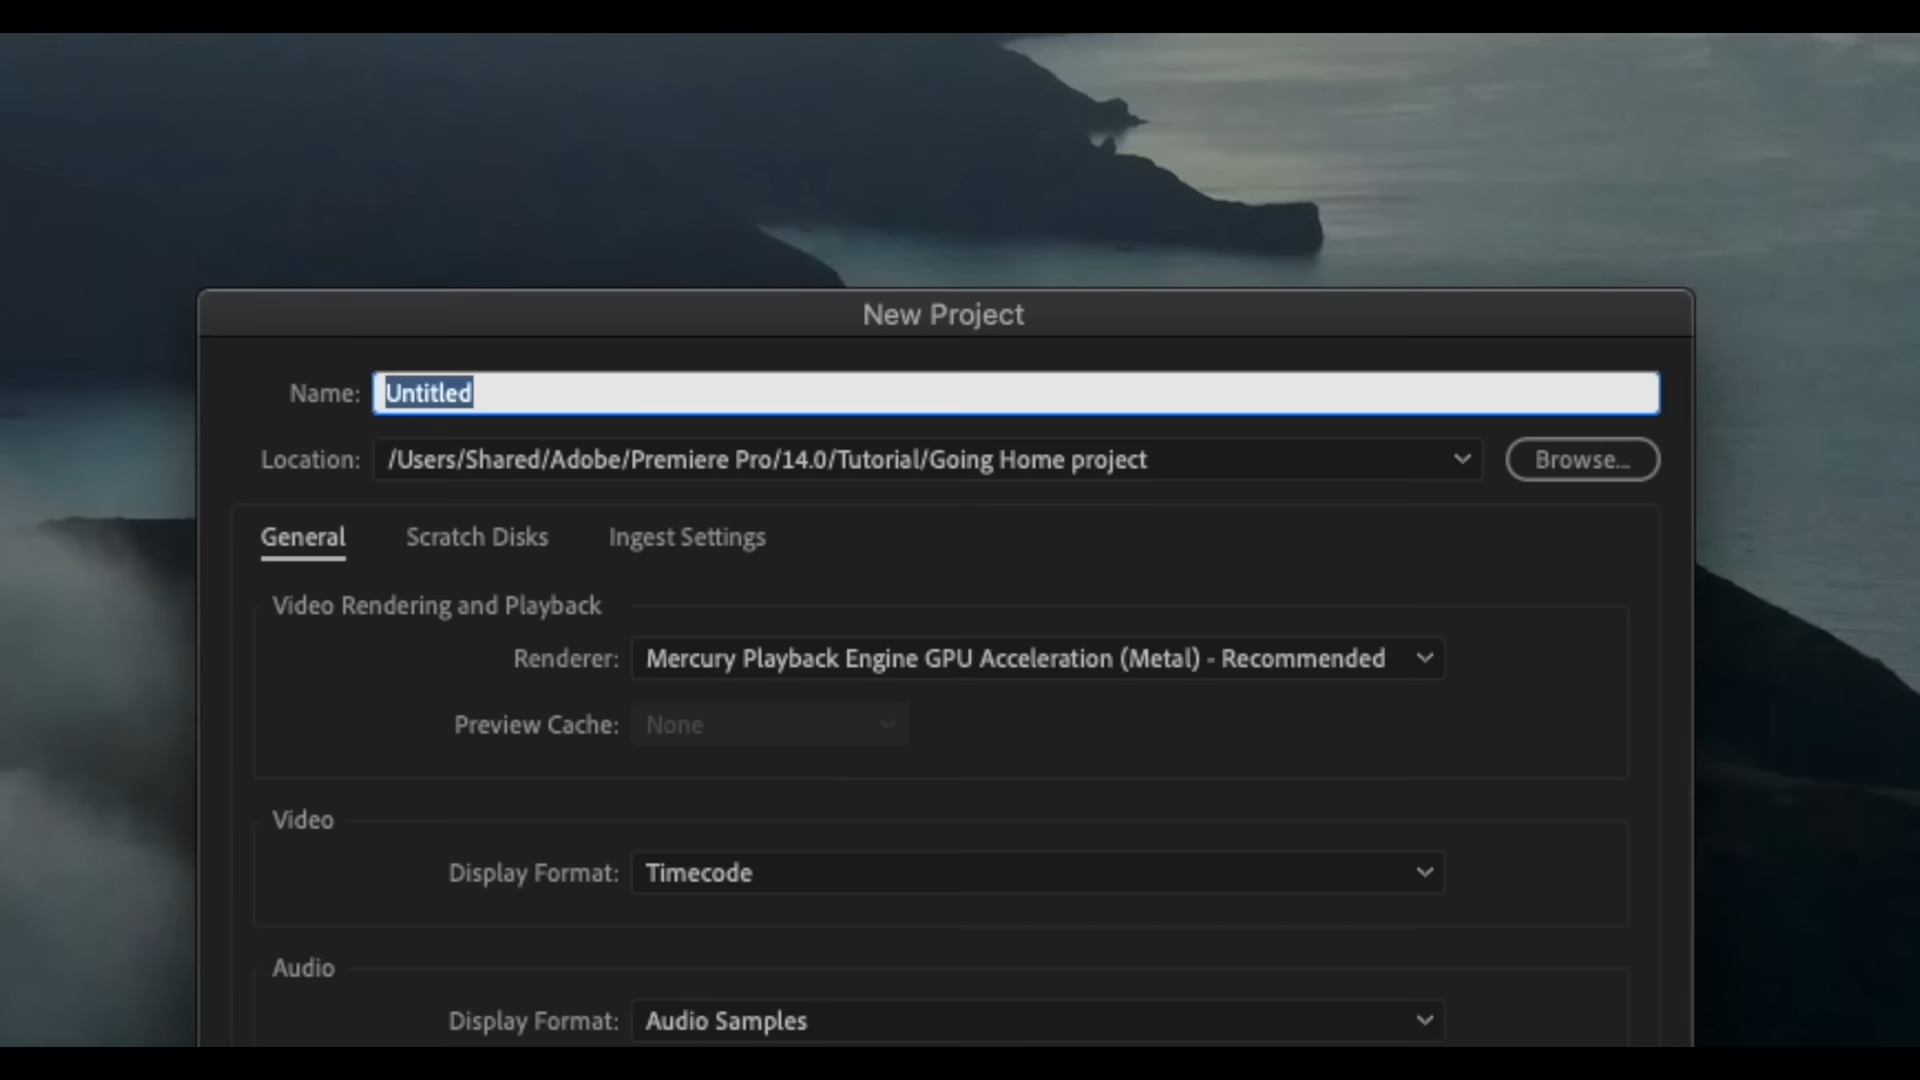 New Project
Name: Untitled
Location: /Users/Shared/Adobe/Premiere Pro/14.0/Tutorial/Going Home project Browse...
General Scratch Disks Ingest Settings
Video Rendering and Playback
Renderer: Mercury Playback Engine GPU Acceleration (Metal) - Recommended
Preview Cache: None
Video
Display Format: Timecode
Audio
Display Format: Audio Samples